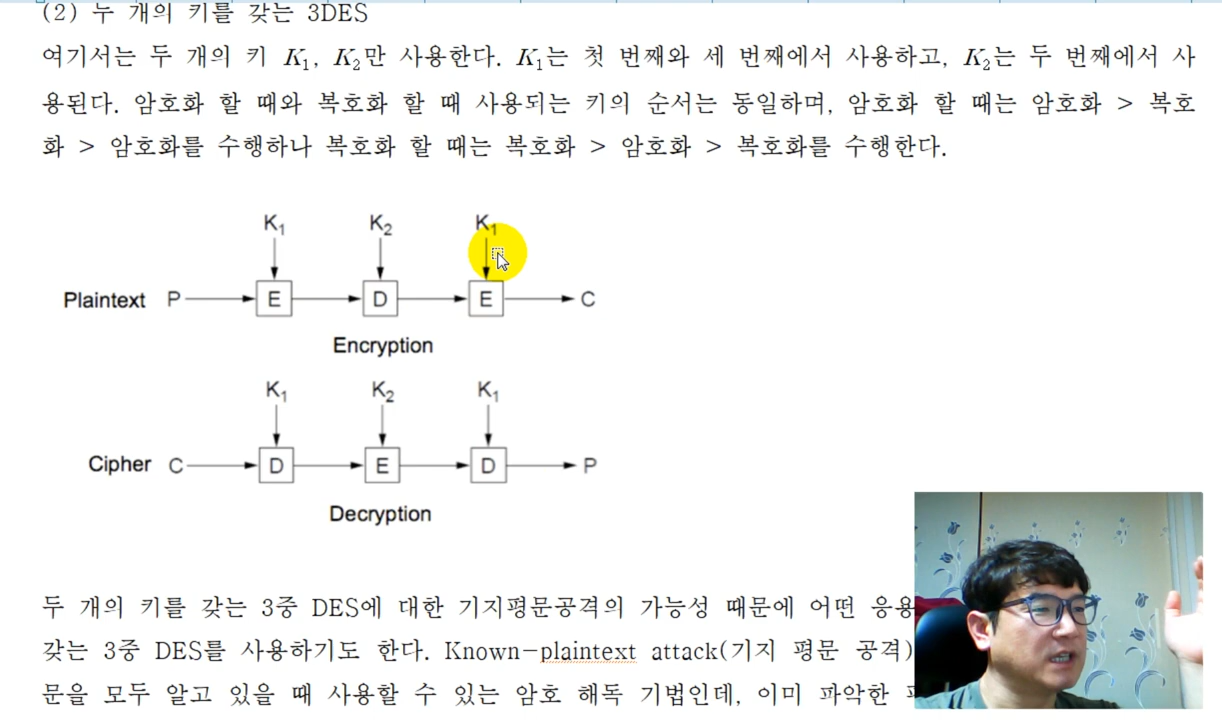 (2) 두 개의 키를 갖는 3DES
여기서는 두 개의 키 K₁, K₂만 사용한다. K₁는 첫 번째와 세 번째에서 사용하고, K₂는 두 번째에서 사
용된다. 암호화 할 때와 복호화 할 때 사용되는 키의 순서는 동일하며, 암호화 할 때는 암호화 > 복호
화 > 암호화를 수행하나 복호화 할 때는 복호화 > 암호화 > 복호화를 수행한다.
K₁ K₂ K₁
Plaintext P E D E C
Encryption
K₁ K₂ K₁
Cipher C D E D P
Decryption
두 개의 키를 갖는 3중 DES에 대한 기지평문공격의 가능성 때문에 어떤 응용
갖는 3중 DES를 사용하기도 한다. Known-plaintext attack(기지 평문 공격)
문을 모두 알고 있을 때 사용할 수 있는 암호 해독 기법인데, 이미 파악한